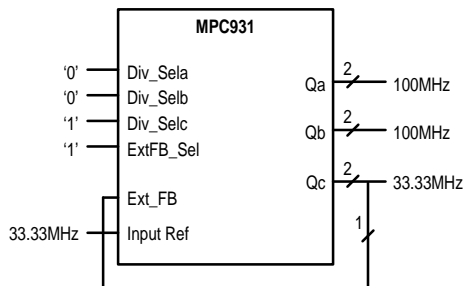 MPC931
'0' Div_Sela
'0' Div_Selb
'1' Div_Selc
'1' ExtFB_Sel
Ext_FB
33.33MHz Input Ref
Qa 2 100MHz
Qb 2 100MHz
Qc 2 33.33MHz
1